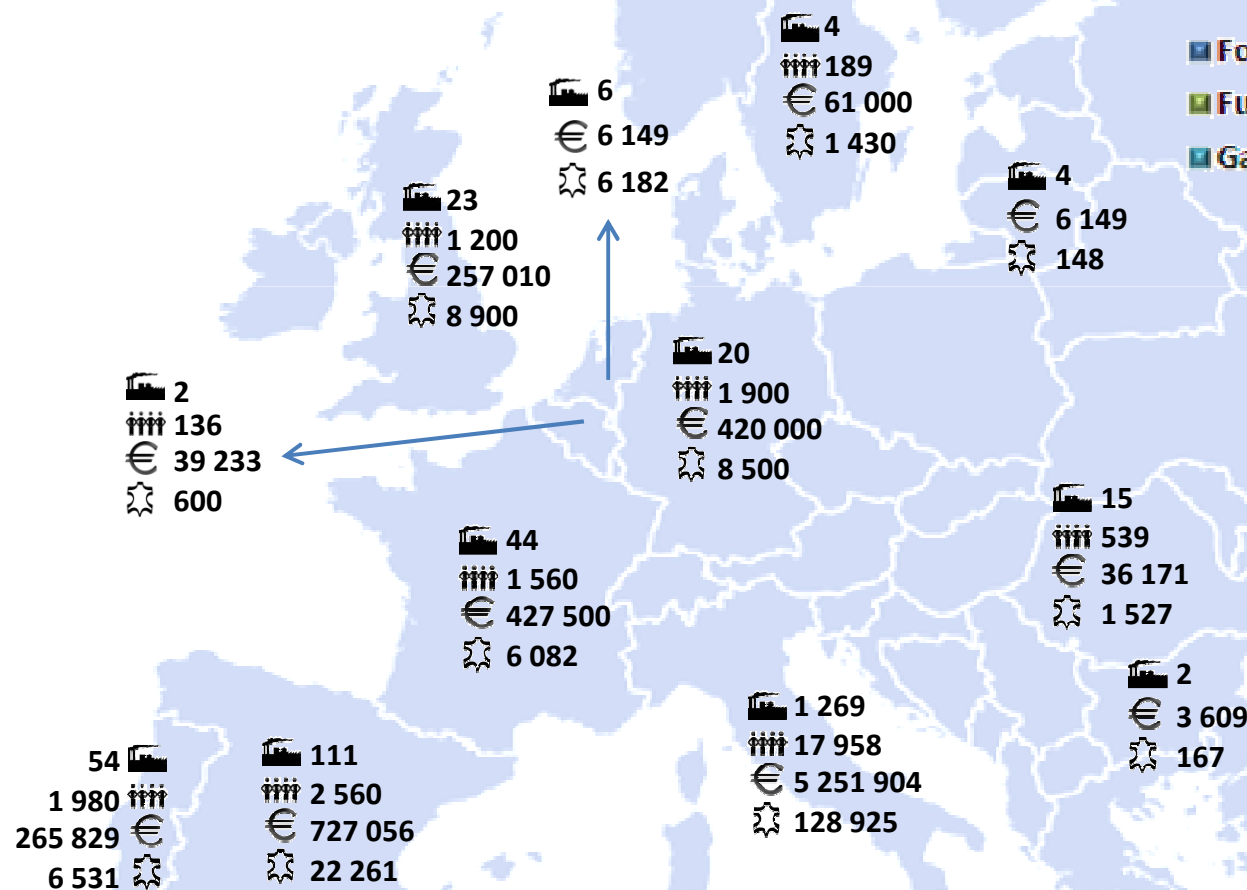 4
189
€ 61 000
1 430
Fo
Fu
Ga
6
€ 6 149
6 182
4
€ 6 149
148
23
1 200
€ 257 010
8 900
20
1 900
€ 420 000
8 500
2
136
€ 39 233
600
15
539
€ 36 171
1 527
44
1 560
€ 427 500
6 082
2
€ 3 609
167
1 269
17 958
€ 5 251 904
128 925
54
1 980
265 829 €
6 531
111
2 560
€ 727 056
22 261